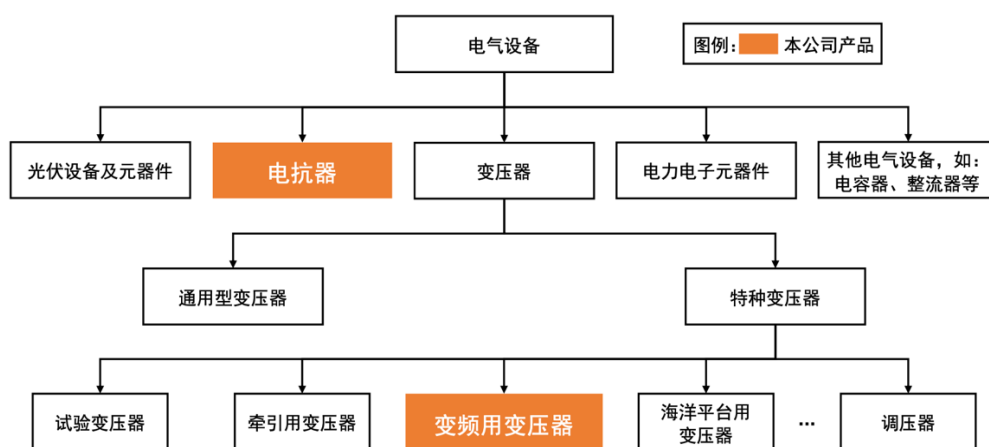 电气设备
图例：本公司产品
光伏设备及元器件
电抗器
变压器
电力电子元器件
其他电气设备，如：
电容器、整流器等
通用型变压器
特种变压器
试验变压器
牵引用变压器
变频用变压器
海洋平台用
变压器
...
调压器